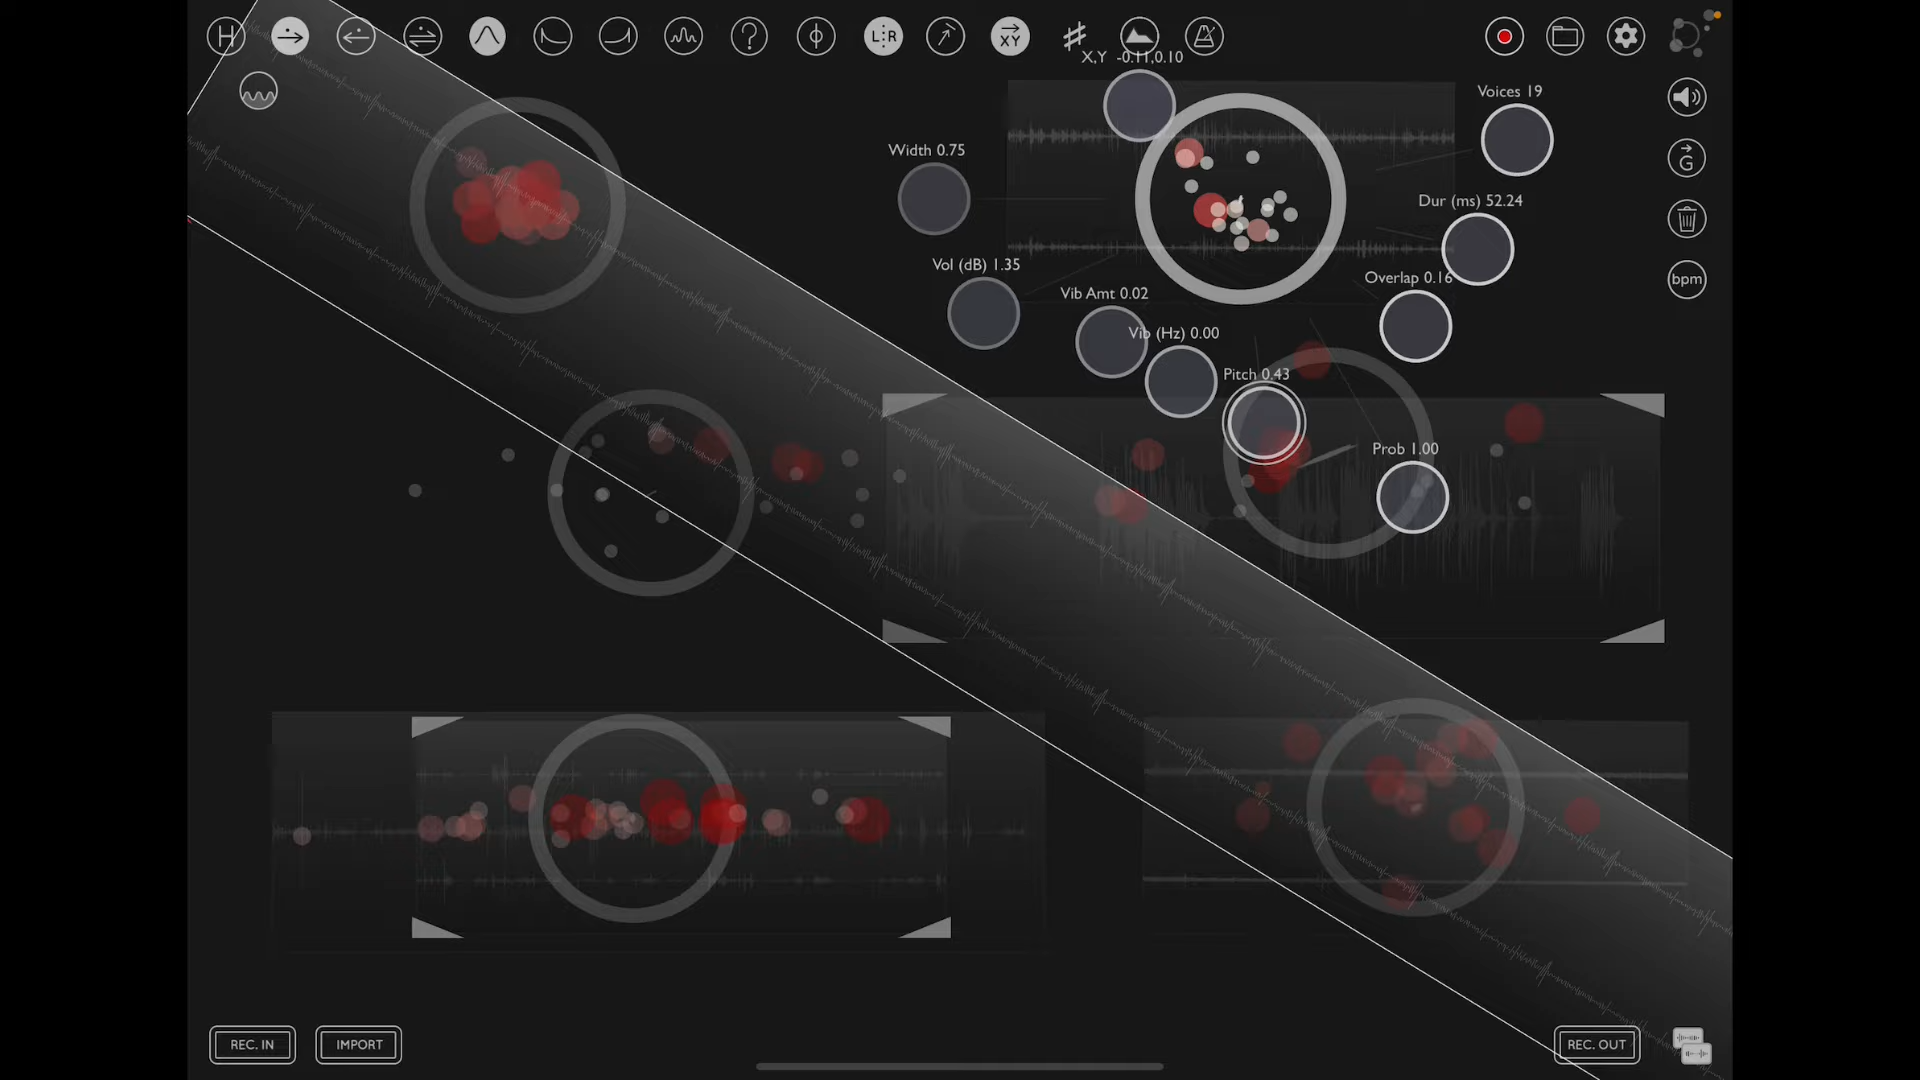 H
?
L:R
XY
X,Y -0.11,0.10
Voices 19
Width 0.75
G
Dur (ms) 52.24
Vol (dB) 1.35
Overlap 0.16
bpm
Vib Amt 0.02
Vib (Hz) 0.00
Pitch 0.43
Prob 1.00
REC. IN
IMPORT
REC. OUT